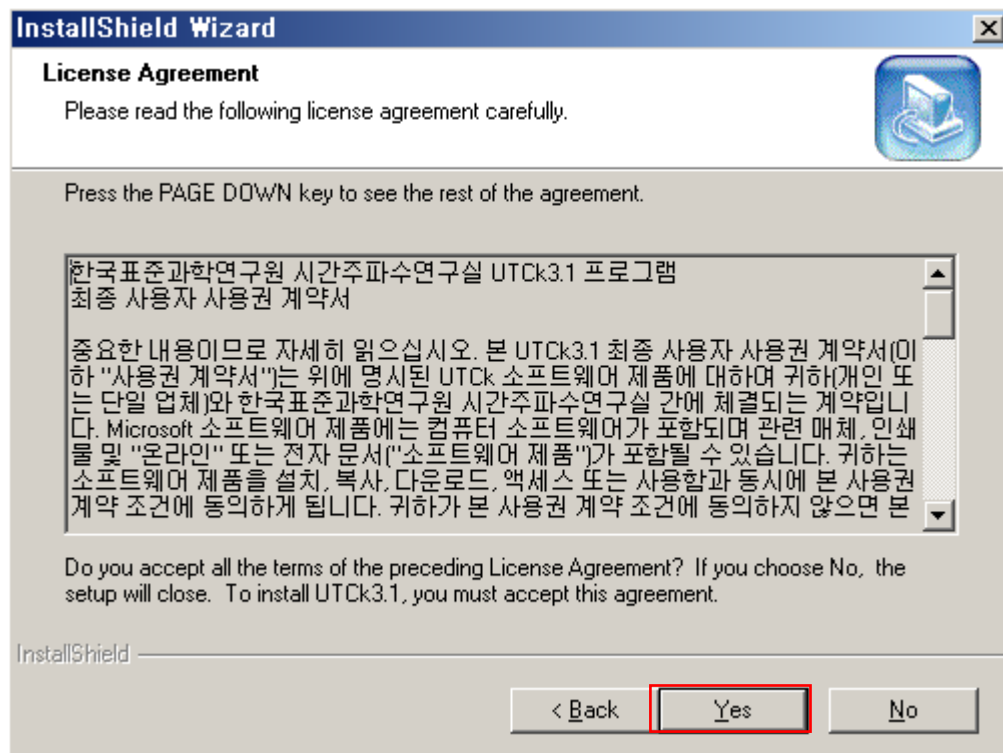 InstallShield Wizard
License Agreement
Please read the following license agreement carefully.
Press the PAGE DOWN key to see the rest of the agreement.
한국표준과학연구원 시간주파수연구실 UTCk3.1 프로그램
최종 사용자 사용권 계약서
중요한 내용이므로 자세히 읽으십시오. 본 UTCk3.1 최종 사용자 사용권 계약서(이
하 "사용권 계약서")는 위에 명시된 UTCk 소프트웨어 제품에 대하여 귀하(개인 또
는 단일 업체)와 한국표준과학연구원 시간주파수연구실 간에 체결되는 계약입니
다. Microsoft 소프트웨어 제품에는 컴퓨터 소프트웨어가 포함되며 관련 매체, 인쇄
물 및 "온라인" 또는 전자 문서("소프트웨어 제품")가 포함될 수 있습니다. 귀하는
소프트웨어 제품을 설치, 복사, 다운로드, 액세스 또는 사용함과 동시에 본 사용권
계약 조건에 동의하게 됩니다. 귀하가 본 사용권 계약 조건에 동의하지 않으면 본
Do you accept all the terms of the preceding License Agreement? If you choose No, the
setup will close. To install UTCk3.1, you must accept this agreement.
InstallShield
< Back
Yes
No